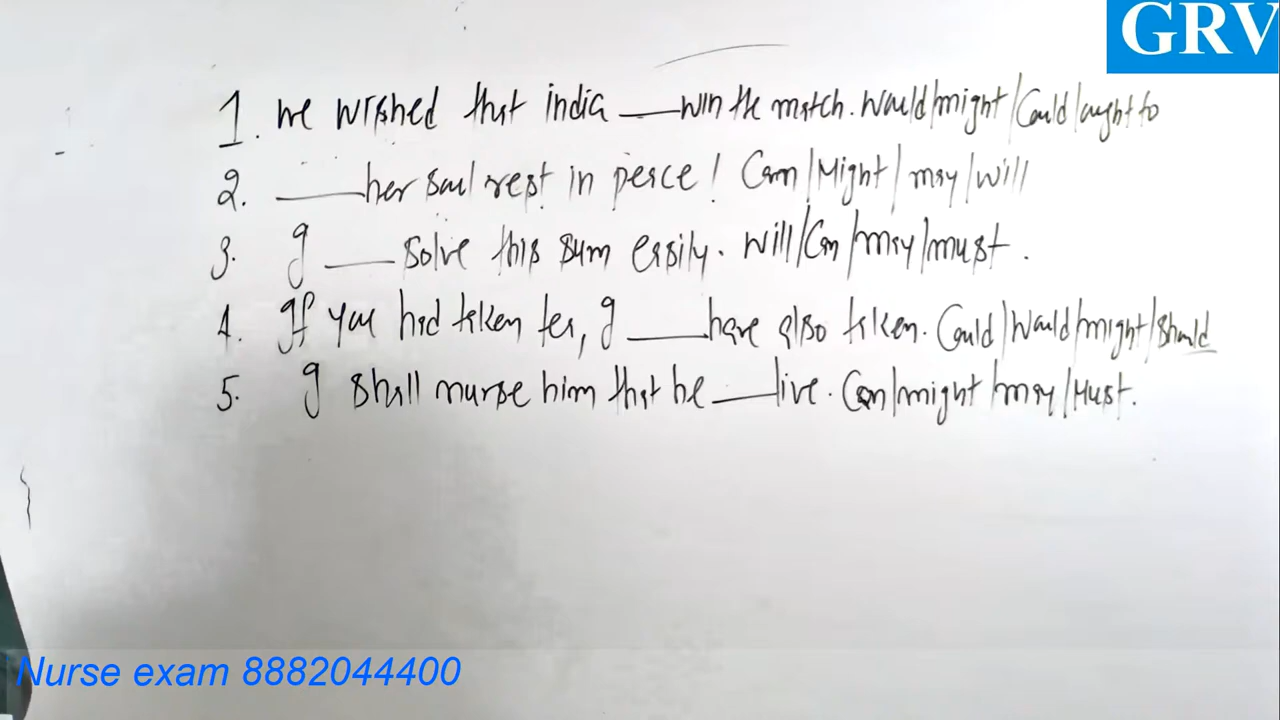 GRV
1. we wished that india ___ win the match. Would/might/Could/ought to
2. ___ her soul rest in peace! Can/Might/may/will
3. I ___ solve this sum easily. Will/Can/may/must.
4. If you had taken tea, I ___ have also taken. Could/Would/might/should
5. I shall nurse him that he ___ live. Can/might/may/Must.
Nurse exam 8882044400